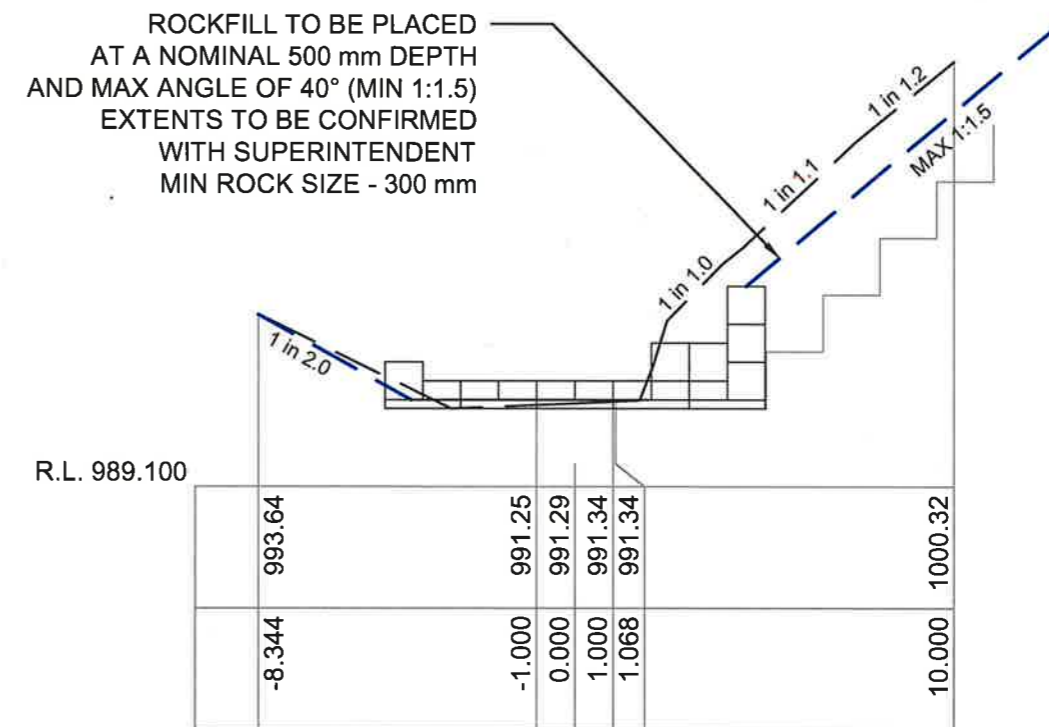 ROCKFILL TO BE PLACED
AT A NOMINAL 500 mm DEPTH
AND MAX ANGLE OF 40° (MIN 1:1.5)
EXTENTS TO BE CONFIRMED
WITH SUPERINTENDENT
MIN ROCK SIZE - 300 mm
1 in 1.2
MAX 1:1.5
1 in 1.1
1 in 1.0
1 in 2.0
R.L. 989.100
993.64
991.25
991.29
991.34
991.34
1000.32
-8.344
-1.000
0.000
1.000
1.068
10.000